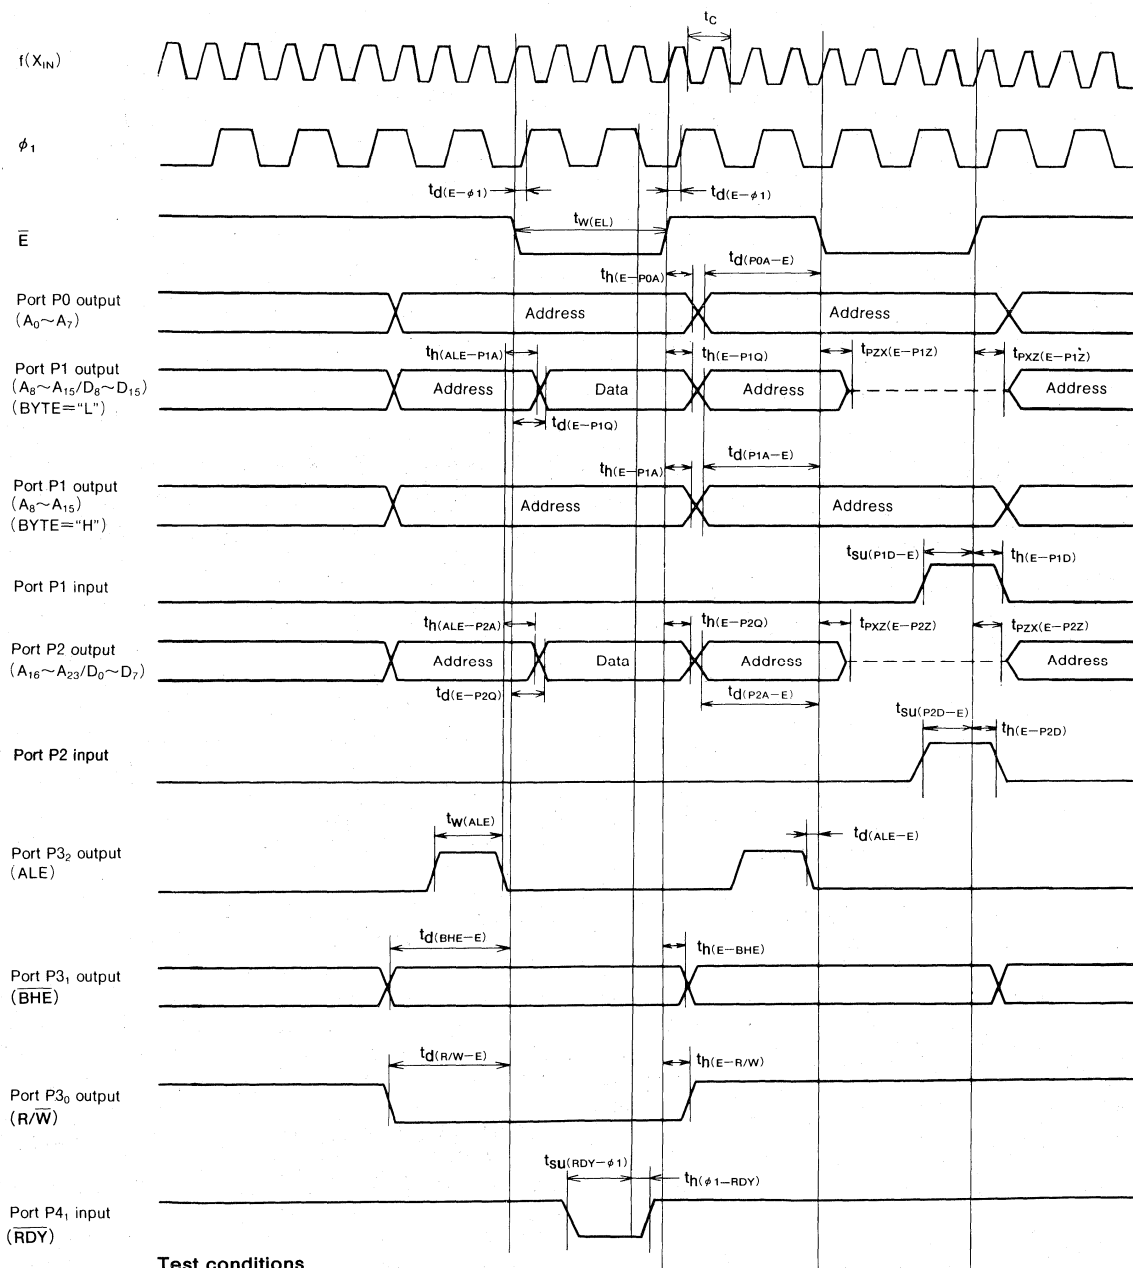 tC
f(XIN)
ϕ1
td(E−ϕ1) td(E−ϕ1)
E̅ tW(EL)
th(E−P0A) td(P0A−E)
Port P0 output
(A0~A7) Address Address
th(ALE−P1A) th(E−P1Q) tPZX(E−P1Z) tPXZ(E−P1Z)
Port P1 output
(A8~A15/D8~D15) Address Data Address Address
(BYTE="L")
td(E−P1Q)
th(E−P1A) td(P1A−E)
Port P1 output
(A8~A15) Address Address
(BYTE="H")
tsu(P1D−E) th(E−P1D)
Port P1 input
th(ALE−P2A) th(E−P2Q) tPXZ(E−P2Z) tPZX(E−P2Z)
Port P2 output
(A16~A23/D0~D7) Address Data Address Address
td(E−P2Q) td(P2A−E)
tsu(P2D−E) th(E−P2D)
Port P2 input
tW(ALE) td(ALE−E)
Port P32 output
(ALE)
td(BHE−E) th(E−BHE)
Port P31 output
(B̅H̅E̅)
td(R/W−E) th(E−R/W)
Port P30 output
(R/W̅)
tsu(RDY−ϕ1) th(ϕ1−RDY)
Port P41 input
(R̅D̅Y̅)
Test conditions